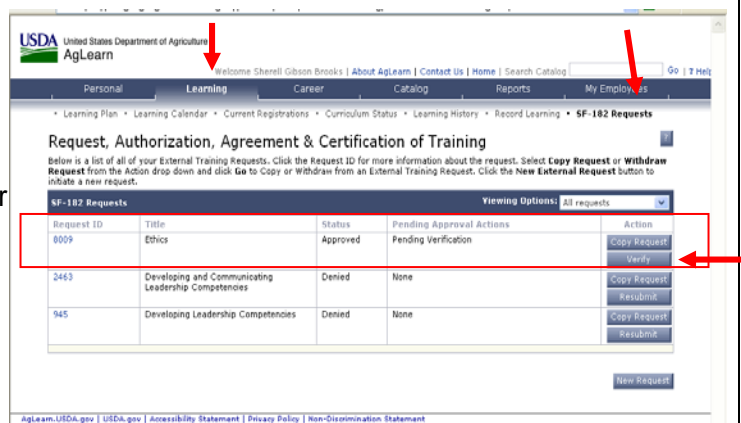 USDA United States Department of Agriculture
AgLearn
Welcome Sherell Gibson Brooks | About AgLearn | Contact Us | Home | Search Catalog Go | ? Help
Personal Learning Career Catalog Reports My Employees
• Learning Plan • Learning Calendar • Current Registrations • Curriculum Status • Learning History • Record Learning • SF-182 Requests
Request, Authorization, Agreement & Certification of Training
?
Below is a list of all of your External Training Requests. Click the Request ID for more information about the request. Select Copy Request or Withdraw
Request from the Action drop down and click Go to Copy or Withdraw from an External Training Request. Click the New External Request button to
initiate a new request.
r
SF-182 Requests Viewing Options: All requests
Request ID Title Status Pending Approval Actions Action
8009 Ethics Approved Pending Verification Copy Request
Verify
2463 Developing and Communicating Denied None Copy Request
Leadership Competencies
Resubmit
945 Developing Leadership Competencies Denied None Copy Request
Resubmit
New Request
AgLearn.USDA.gov | USDA.gov | Accessibility Statement | Privacy Policy | Non-Discrimination Statement